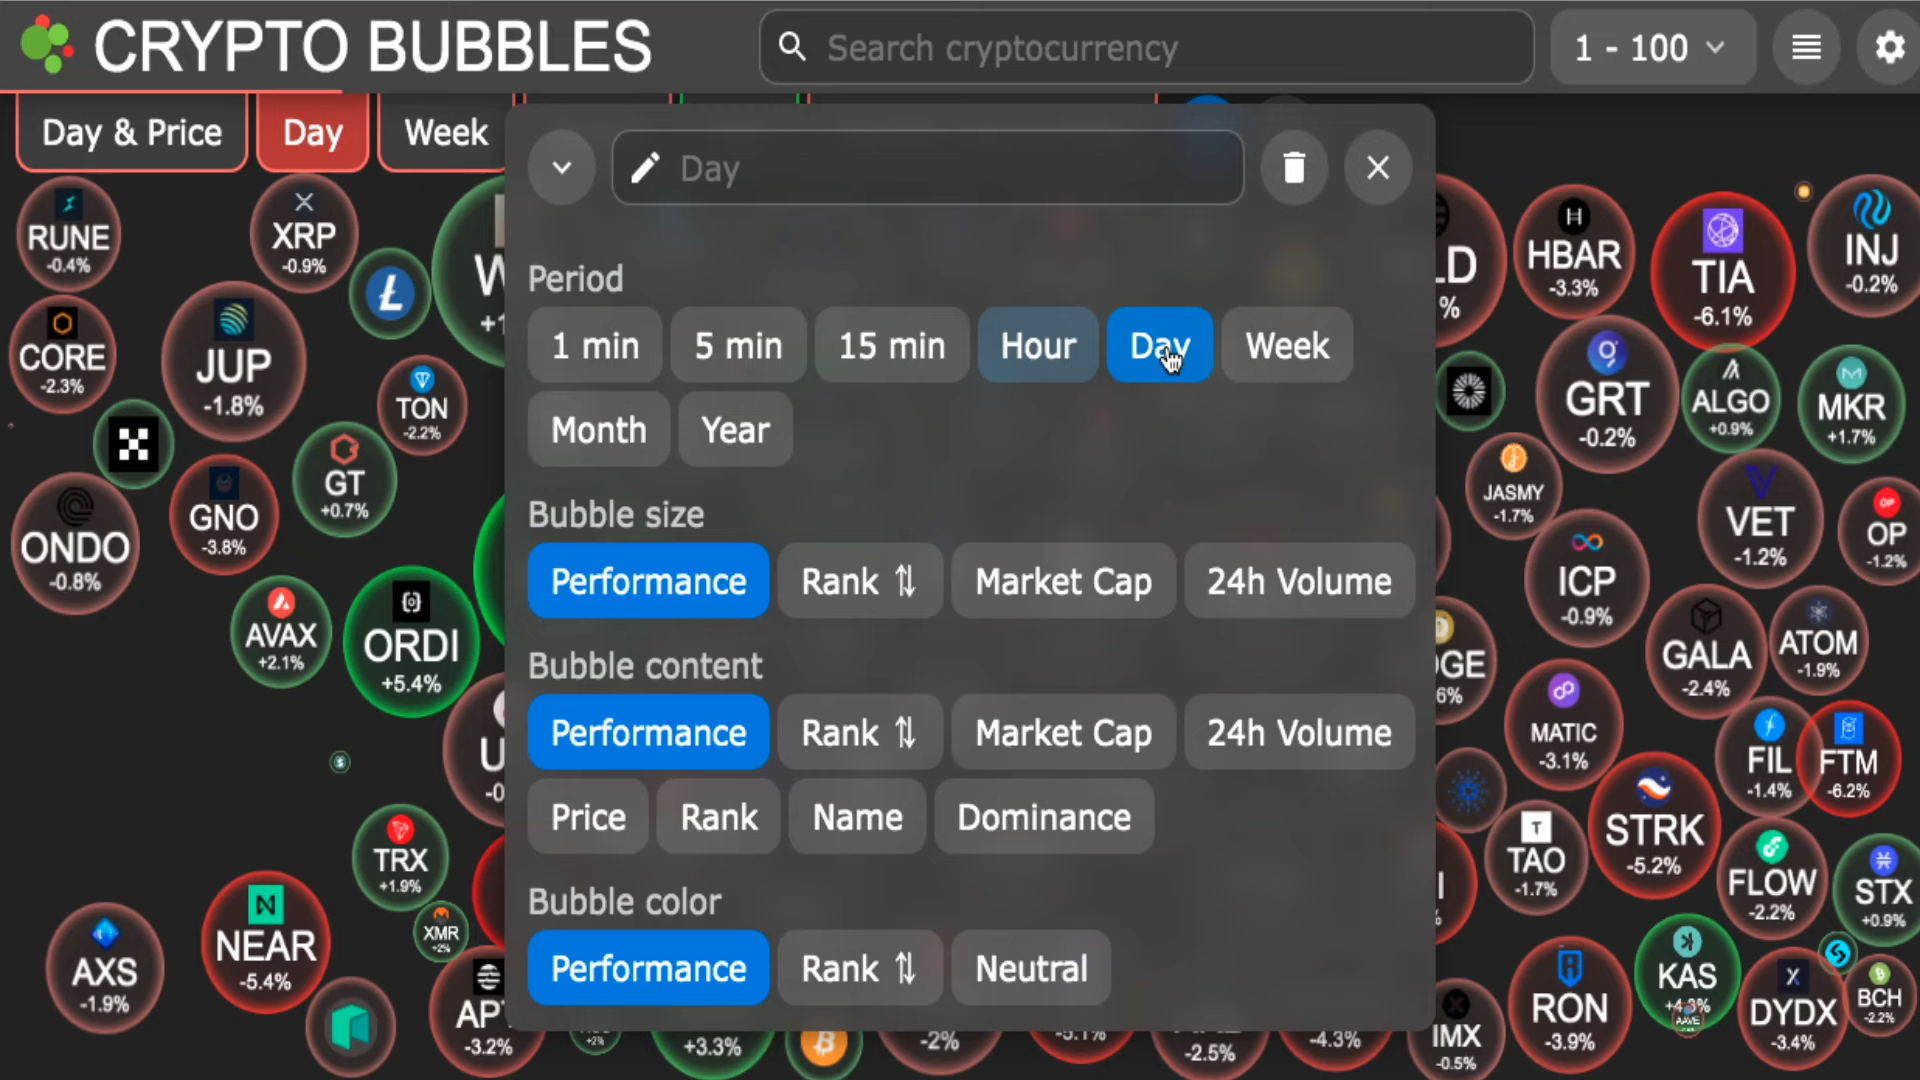 CRYPTO BUBBLES
Search cryptocurrency
1 - 100
Day & Price
Day
Week
Day
Period
1 min
5 min
15 min
Hour
Day
Week
Month
Year
Bubble size
Performance
Rank ⇅
Market Cap
24h Volume
Bubble content
Performance
Rank ⇅
Market Cap
24h Volume
Price
Rank
Name
Dominance
Bubble color
Performance
Rank ⇅
Neutral
RUNE
-0.4%
XRP
-0.9%
CORE
-2.3%
JUP
-1.8%
TON
-2.2%
GT
+0.7%
GNO
-3.8%
ONDO
-0.8%
AVAX
+2.1%
ORDI
+5.4%
TRX
+1.9%
XMR
+2%
NEAR
-5.4%
AXS
-1.9%
-3.2%
+2%
+3.3%
-2%
-5.1%
-2.5%
-4.3%
HBAR
-3.3%
TIA
-6.1%
INJ
-0.2%
GRT
-0.2%
ALGO
+0.9%
MKR
+1.7%
JASMY
-1.7%
VET
-1.2%
OP
-1.2%
ICP
-0.9%
GALA
-2.4%
ATOM
-1.9%
MATIC
-3.1%
FIL
-1.4%
FTM
-6.2%
STRK
-5.2%
TAO
-1.7%
FLOW
-2.2%
STX
+0.9%
KAS
AAVE
RON
-3.9%
DYDX
-3.4%
BCH
-2.2%
IMX
-0.5%